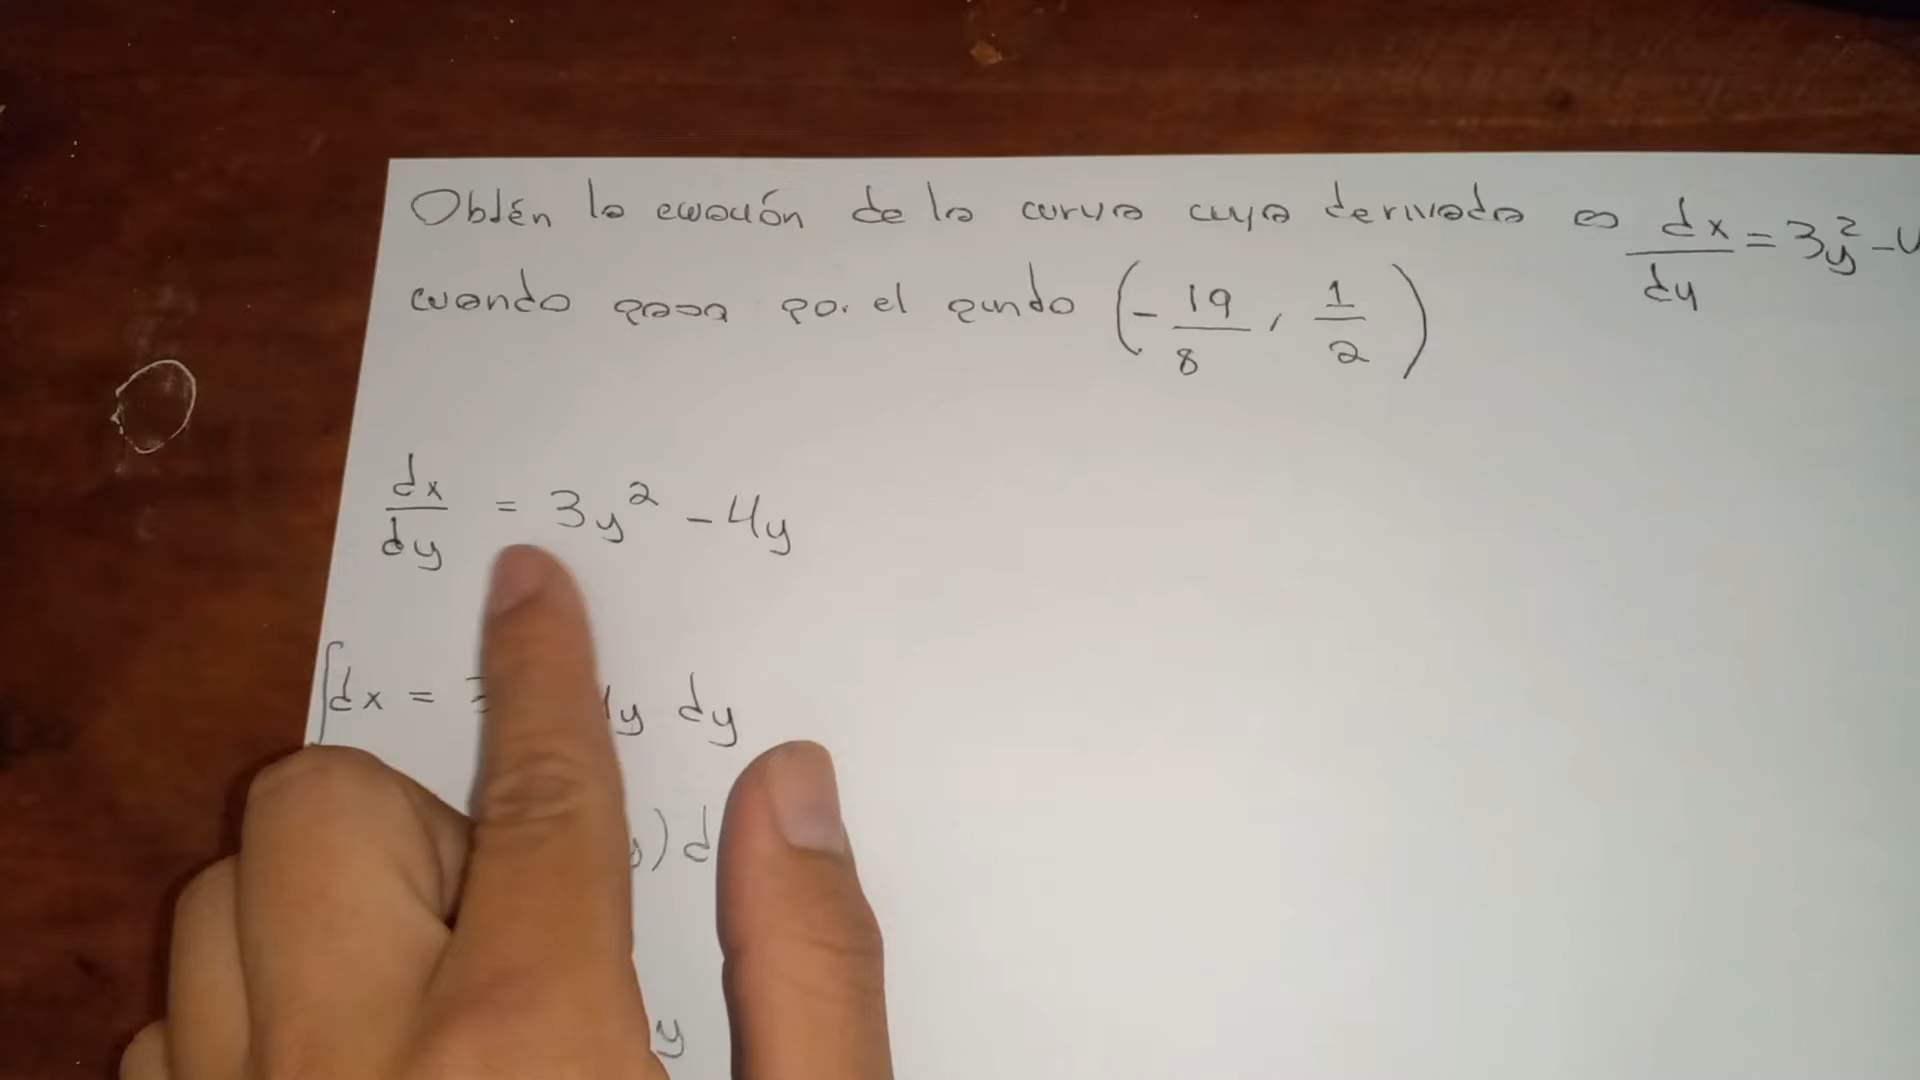 Obtén la ecuación de la curva cuya derivada es dx/dy = 3y² -
cuando pasa por el punto (-19/8, 1/2)
dx/dy = 3y² - 4y
∫dx = y dy
) d
y